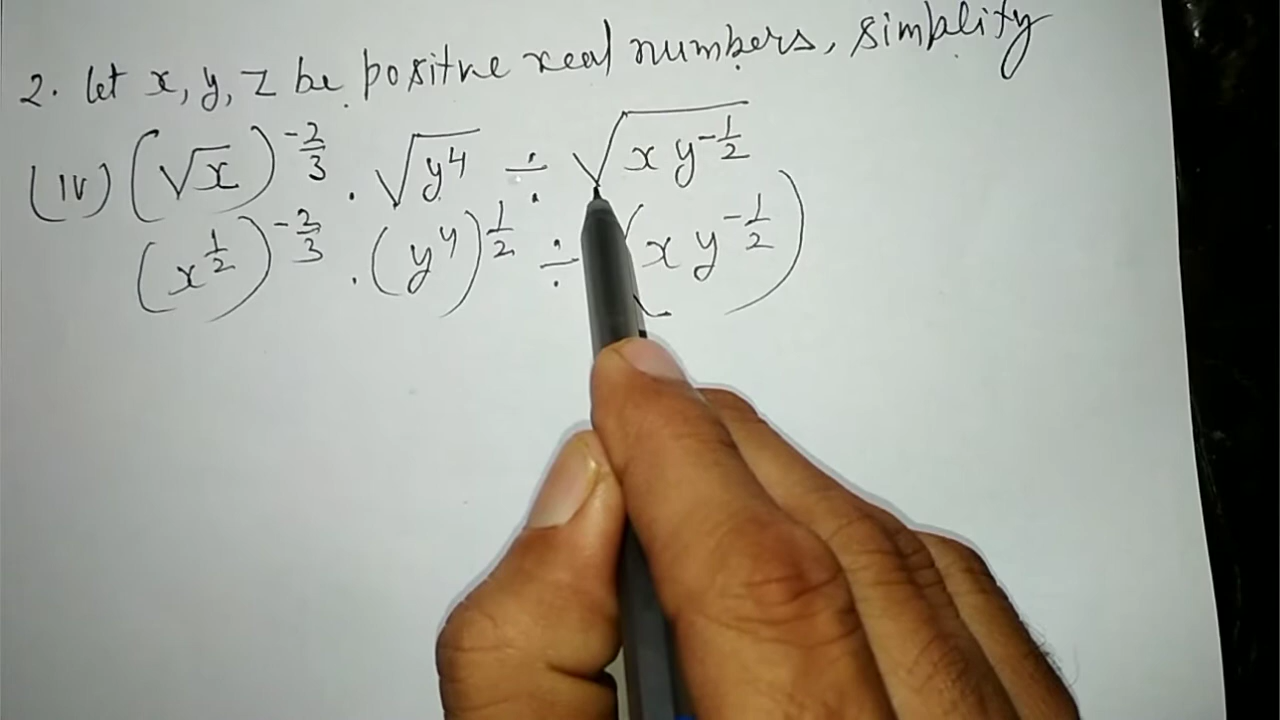 2. let x, y, z be positive real numbers, simplify
(IV) (√x)^{-2/3} . √(y^4) ÷ √(x y^{-1/2})
(x^{1/2})^{-2/3} . (y^4)^{1/2} ÷ (x y^{-1/2})